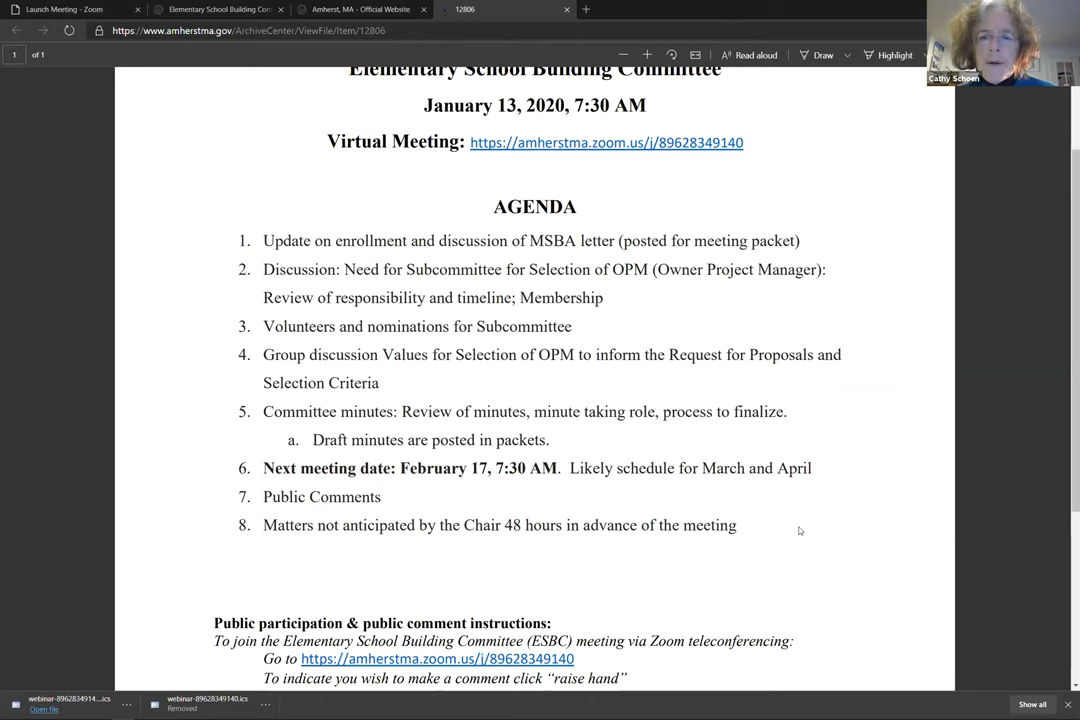 Launch Meeting - Zoom
Elementary School Building Con
Amherst, MA - Official Website
12806
https://www.amherstma.gov/ArchiveCenter/ViewFile/Item/12806
1 of 1
Read aloud
Draw
Highlight
Cathy Schoen
Elementary School Building Committee
January 13, 2020, 7:30 AM
Virtual Meeting: https://amherstma.zoom.us/j/89628349140
AGENDA
1. Update on enrollment and discussion of MSBA letter (posted for meeting packet)
2. Discussion: Need for Subcommittee for Selection of OPM (Owner Project Manager):
Review of responsibility and timeline; Membership
3. Volunteers and nominations for Subcommittee
4. Group discussion Values for Selection of OPM to inform the Request for Proposals and
Selection Criteria
5. Committee minutes: Review of minutes, minute taking role, process to finalize.
a. Draft minutes are posted in packets.
6. Next meeting date: February 17, 7:30 AM. Likely schedule for March and April
7. Public Comments
8. Matters not anticipated by the Chair 48 hours in advance of the meeting
Public participation & public comment instructions:
To join the Elementary School Building Committee (ESBC) meeting via Zoom teleconferencing:
Go to https://amherstma.zoom.us/j/89628349140
To indicate you wish to make a comment click “raise hand”
webinar-8962834914....ics
Open file
webinar-89628349140.ics
Removed
Show all